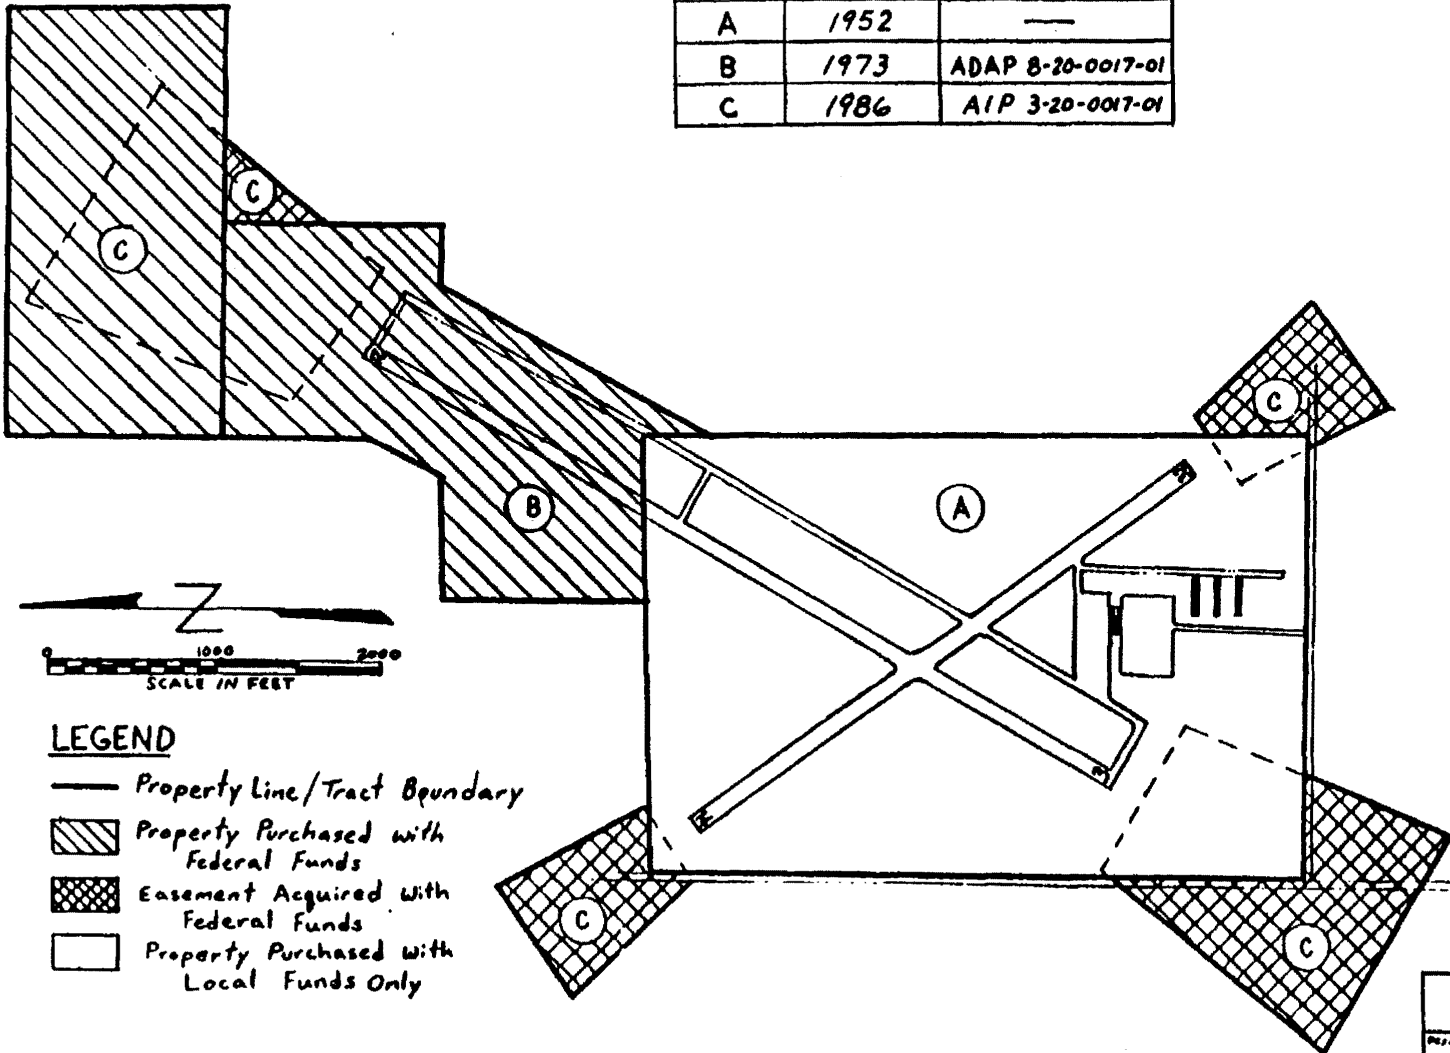 A 1952 —
B 1973 ADAP 8-20-0017-01
C 1986 AIP 3-20-0017-01
C
C
C
A
B
Z
0 1000 2000
SCALE IN FEET
LEGEND
Property Line/Tract Boundary
Property Purchased with
Federal Funds
Easement Acquired with
Federal Funds
Property Purchased with
Local Funds Only
C
C